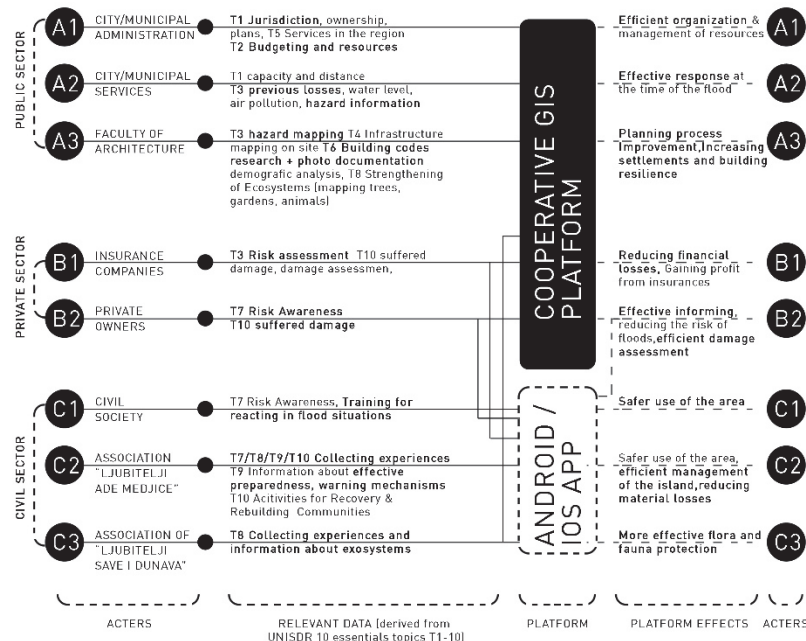 PUBLIC SECTOR
A1
CITY/MUNICIPAL
ADMINISTRATION
T1 Jurisdiction, ownership,
plans, T5 Services in the region
T2 Budgeting and resources
Efficient organization &
management of resources
A1
A2
CITY/MUNICIPAL
SERVICES
T1 capacity and distance
T3 previous losses, water level,
air pollution, hazard information
Effective response at
the time of the flood
A2
A3
FACULTY OF
ARCHITECTURE
T3 hazard mapping T4 Infrastructure
mapping on site T6 Building codes
research + photo documentation
demografic analysis, T8 Strengthening
of Ecosystems (mapping trees,
gardens, animals)
Planning process
Improvement,Increasing
settlements and building
resilience
A3
COOPERATIVE GIS
PLATFORM
PRIVATE SECTOR
B1
INSURANCE
COMPANIES
T3 Risk assessment T10 suffered
damage, damage assessmen,
Reducing financial
losses, Gaining profit
from insurances
B1
B2
PRIVATE
OWNERS
T7 Risk Awareness
T10 suffered damage
Effective informing,
reducing the risk of
floods,efficient damage
assessment
B2
CIVIL SECTOR
C1
CIVIL
SOCIETY
T7 Risk Awareness, Training for
reacting in flood situations
Safer use of the area
C1
C2
ASSOCIATION
"LJUBITELJI
ADE MEDJICE"
T7/T8/T9/T10 Collecting experiences
T9 Information about effective
preparedness, warning mechanisms
T10 Acitivities for Recovery &
Rebuilding Communities
Safer use of the area,
efficient management
of the island,reducing
material losses
C2
ANDROID /
IOS APP
C3
ASSOCIATION OF
"LJUBITELJI
SAVE I DUNAVA"
T8 Collecting experiences and
information about exosystems
More effective flora and
fauna protection
C3
ACTERS
RELEVANT DATA (derived from
UNISDR 10 essentials topics T1-10)
PLATFORM
PLATFORM EFFECTS
ACTERS